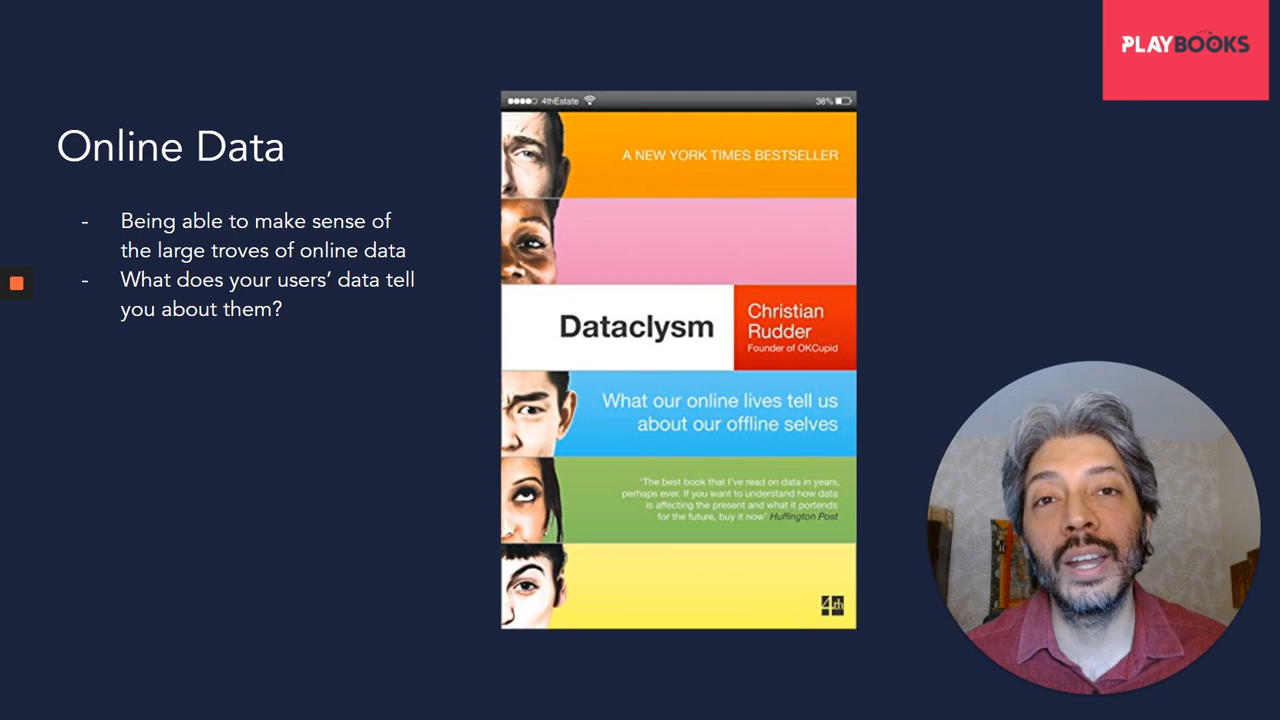 PLAYBOOKS
Online Data
- Being able to make sense of
the large troves of online data
- What does your users’ data tell
you about them?
4thEstate
38%
A NEW YORK TIMES BESTSELLER
Dataclysm
Christian
Rudder
Founder of OKCupid
What our online lives tell us
about our offline selves
‘The best book that I’ve read on data in years,
perhaps ever. If you want to understand how data
is affecting the present and what it portends
for the future, buy it now’ Huffington Post
4th